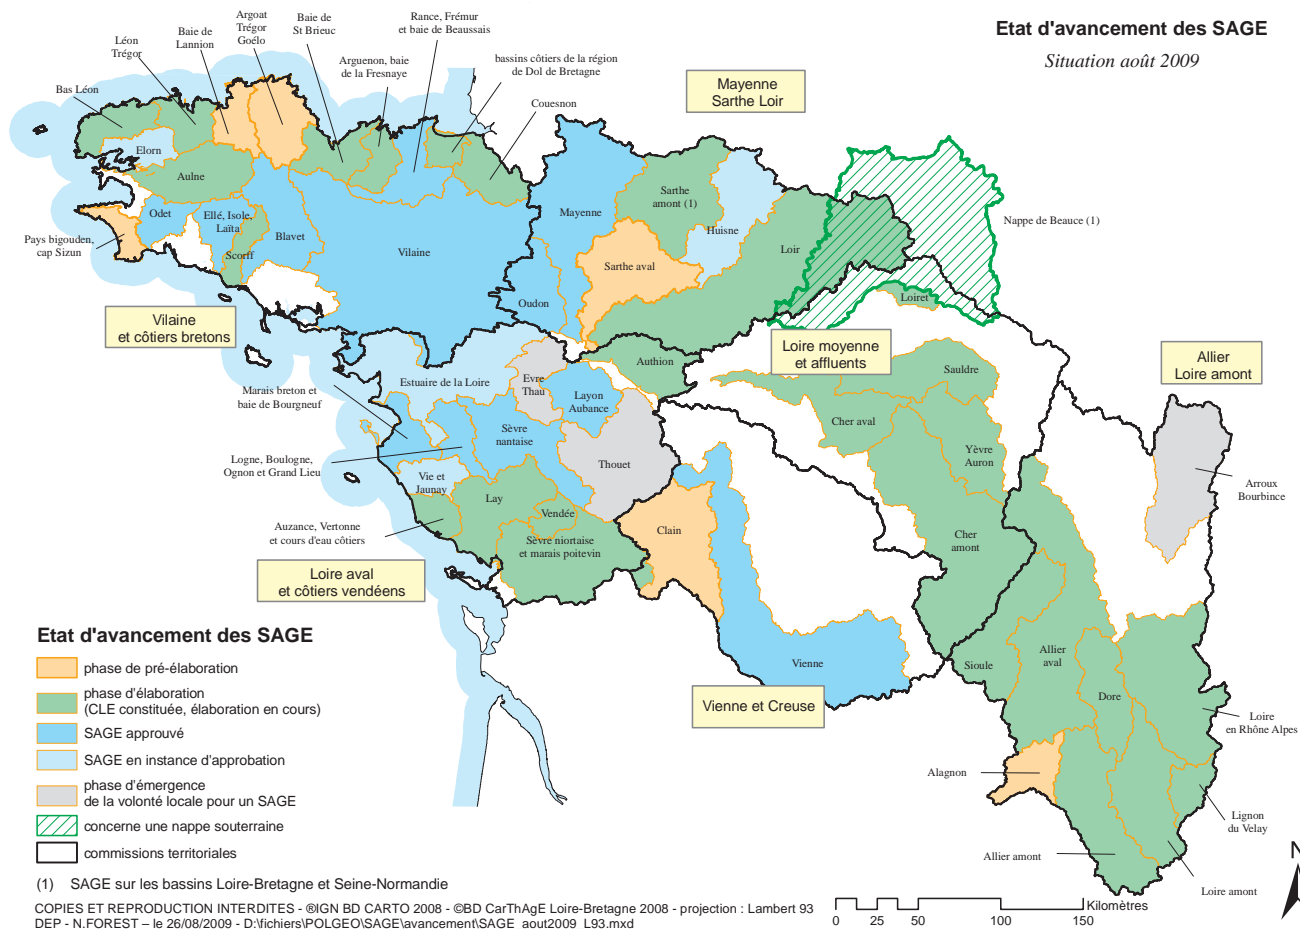 Etat d'avancement des SAGE
Situation août 2009
Argoat
Trégor
Goëlo
Baie de
St Brieuc
Rance, Frémur
et baie de Beaussais
Baie de
Lannion
Léon
Trégor
Arguenon, baie
de la Fresnaye
bassins côtiers de la région
de Dol de Bretagne
Bas Léon
Couesnon
Mayenne
Sarthe Loir
Elorn
Aulne
Odet
Ellé, Isole,
Laïta
Scorff
Blavet
Vilaine
Pays bigouden,
cap Sizun
Mayenne
Sarthe
amont (1)
Huisne
Sarthe aval
Loir
Oudon
Nappe de Beauce (1)
Loiret
Vilaine
et côtiers bretons
Loire moyenne
et affluents
Allier
Loire amont
Authion
Sauldre
Estuaire de la Loire
Evre
Thau
Layon
Aubance
Marais breton et
baie de Bourgneuf
Cher aval
Sèvre
nantaise
Yèvre
Auron
Logne, Boulogne,
Ognon et Grand Lieu
Thouet
Vie et
Jaunay
Lay
Vendée
Arroux
Bourbince
Auzance, Vertonne
et cours d'eau côtiers
Clain
Cher
amont
Sèvre niortaise
et marais poitevin
Loire aval
et côtiers vendéens
Vienne
Sioule
Allier
aval
Dore
Vienne et Creuse
Loire
en Rhône Alpes
Alagnon
Lignon
du Velay
Allier amont
Loire amont
Etat d'avancement des SAGE
phase de pré-élaboration
phase d'élaboration
(CLE constituée, élaboration en cours)
SAGE approuvé
SAGE en instance d'approbation
phase d'émergence
de la volonté locale pour un SAGE
concerne une nappe souterraine
commissions territoriales
(1) SAGE sur les bassins Loire-Bretagne et Seine-Normandie
COPIES ET REPRODUCTION INTERDITES - ®IGN BD CARTO 2008 - ©BD CarThAgE Loire-Bretagne 2008 - projection : Lambert 93
DEP - N.FOREST – le 26/08/2009 - D:\fichiers\POLGEO\SAGE\avancement\SAGE_aout2009_L93.mxd
Kilomètres
0 25 50 100 150
N